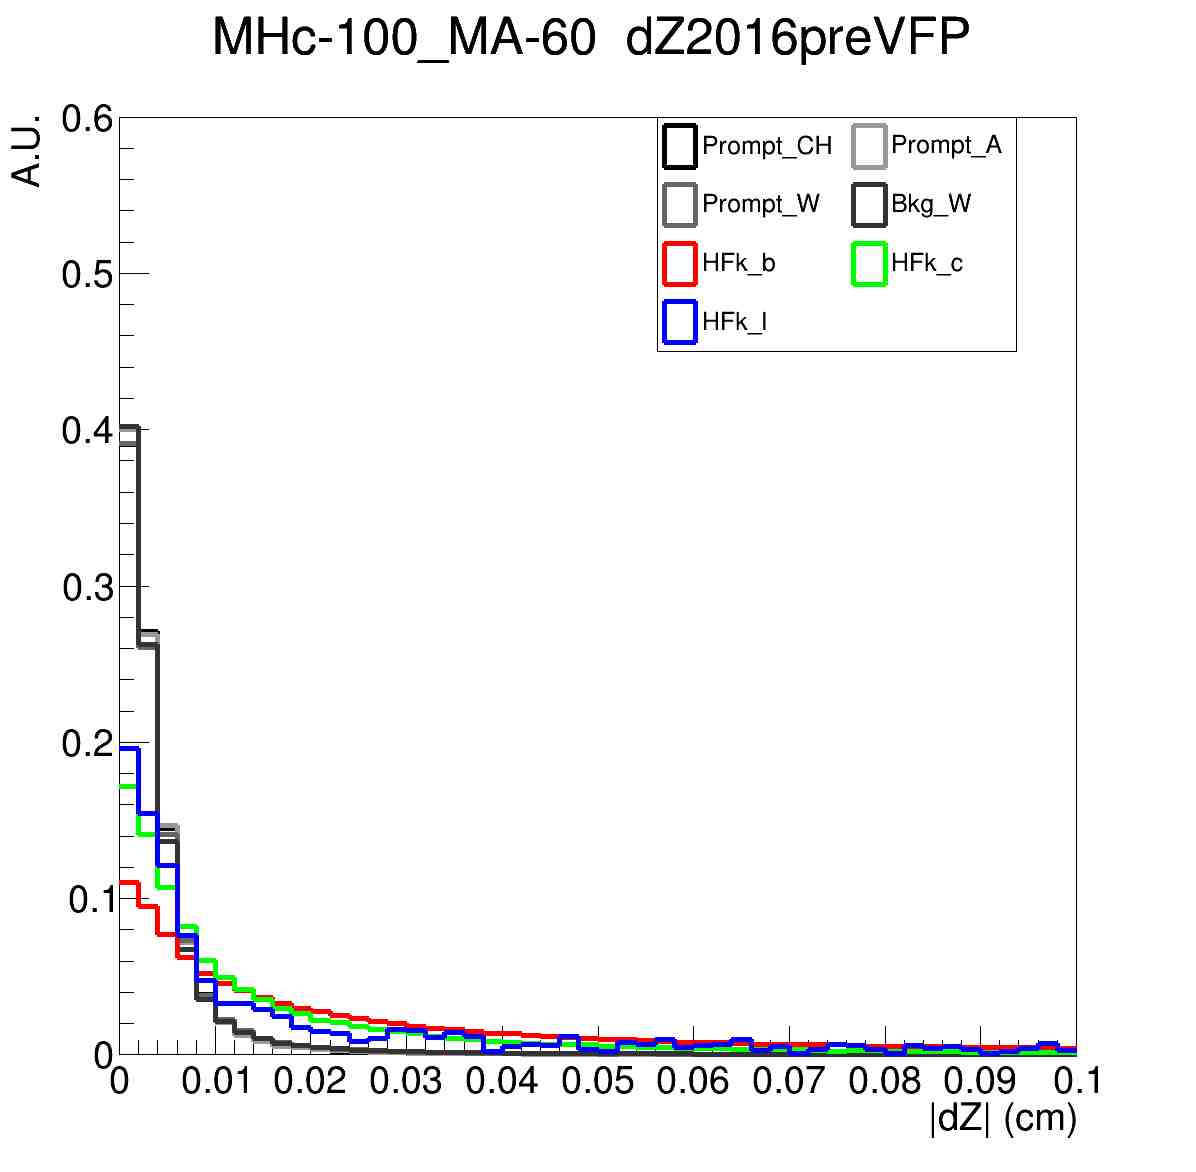 MHc-100_MA-60 dZ2016preVFP
A.U.
0.6
0.5
0.4
0.3
0.2
0.1
0
Prompt_CH Prompt_A
Prompt_W Bkg_W
HFk_b HFk_c
HFk_l
0 0.01 0.02 0.03 0.04 0.05 0.06 0.07 0.08 0.09 0.1
|dZ| (cm)